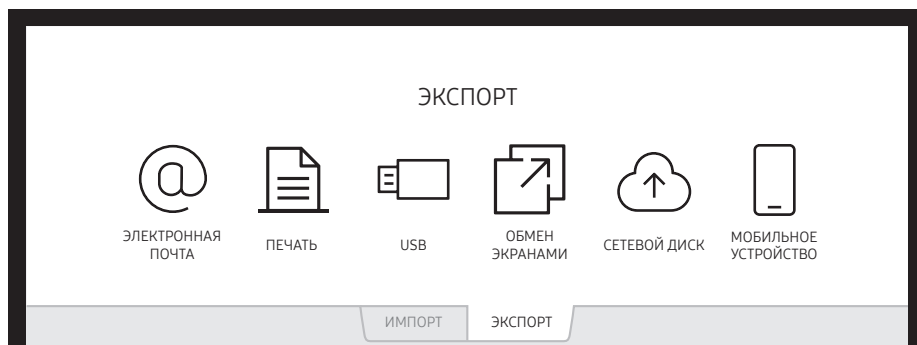 ЭКСПОРТ
ЭЛЕКТРОННАЯ
ПОЧТА
ПЕЧАТЬ
USB
ОБМЕН
ЭКРАНАМИ
СЕТЕВОЙ ДИСК
МОБИЛЬНОЕ
УСТРОЙСТВО
ИМПОРТ
ЭКСПОРТ